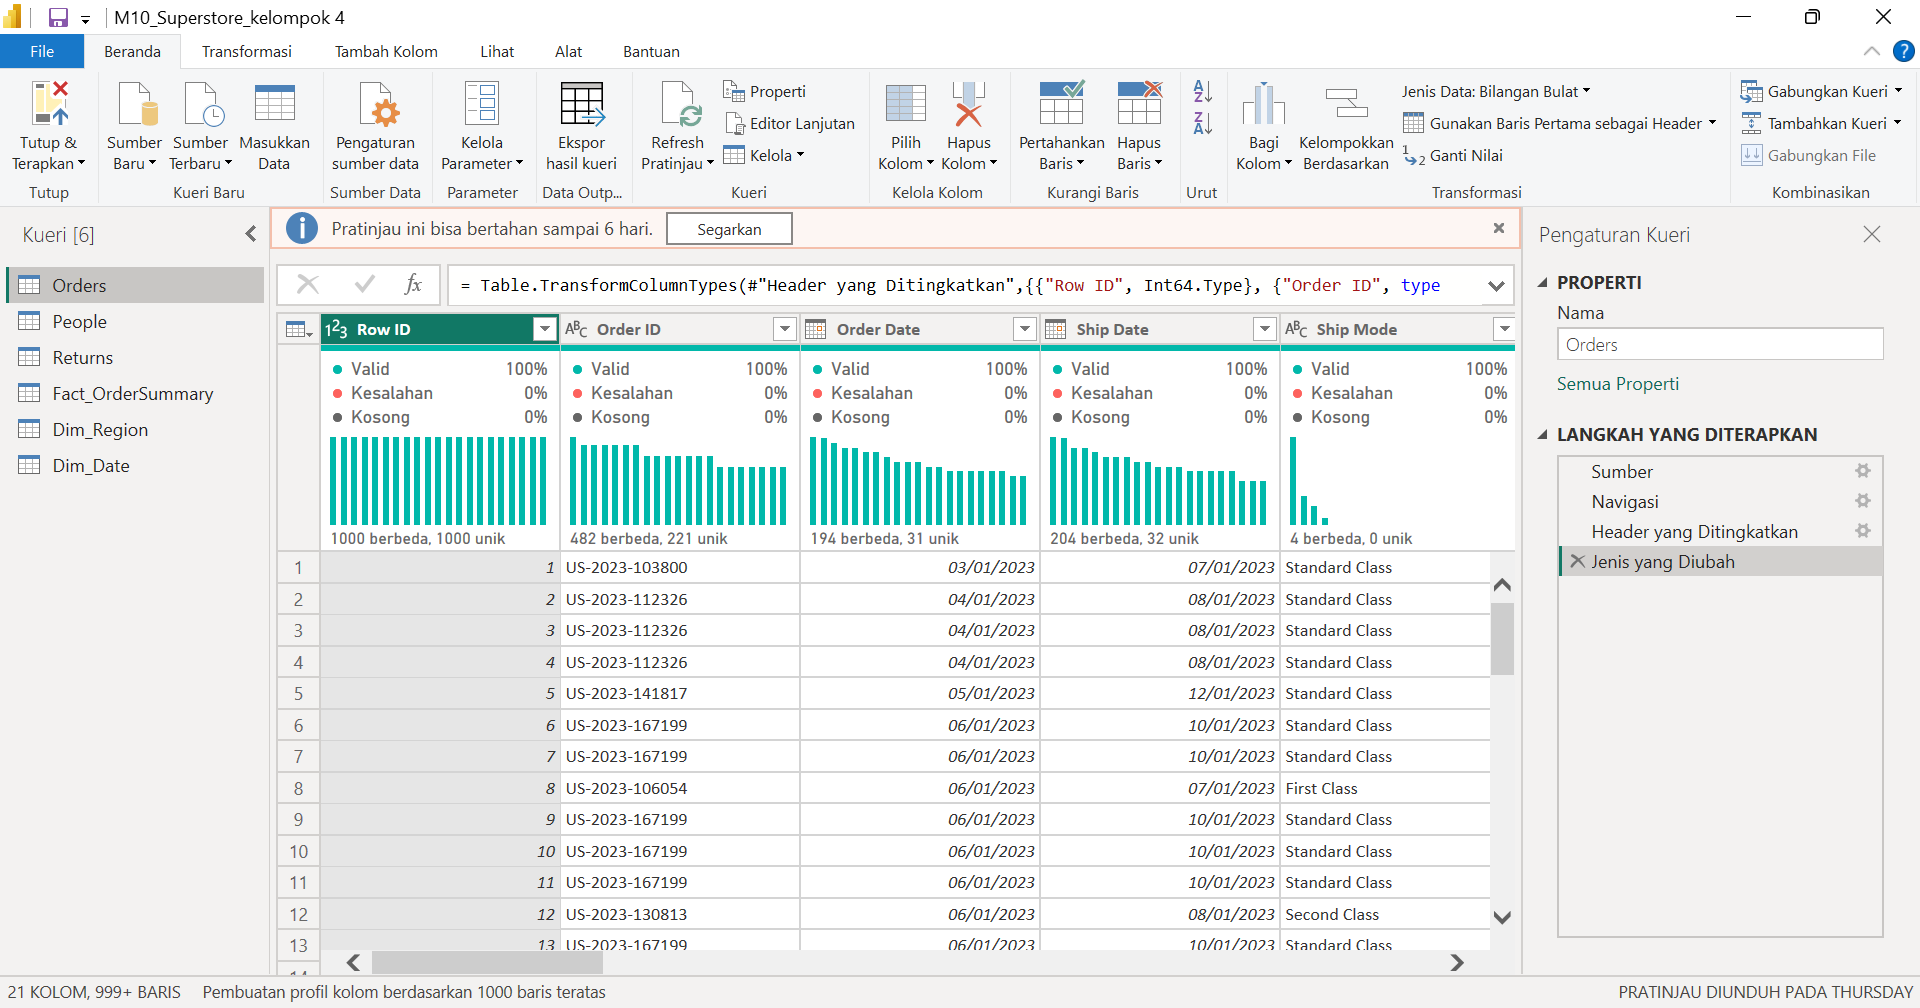 M10_Superstore_kelompok 4
File
Beranda
Transformasi
Tambah Kolom
Lihat
Alat
Bantuan
Tutup &
Terapkan
Tutup
Sumber
Baru
Sumber
Terbaru
Masukkan
Data
Kueri Baru
Pengaturan
sumber data
Sumber Data
Kelola
Parameter
Parameter
Ekspor
hasil kueri
Data Outp...
Refresh
Pratinjau
Properti
Editor Lanjutan
Kelola
Kueri
Pilih
Kolom
Hapus
Kolom
Kelola Kolom
Pertahankan
Baris
Hapus
Baris
Kurangi Baris
Urut
Bagi
Kolom
Kelompokkan
Berdasarkan
Jenis Data: Bilangan Bulat
Gunakan Baris Pertama sebagai Header
Ganti Nilai
Transformasi
Gabungkan Kueri
Tambahkan Kueri
Gabungkan File
Kombinasikan
Kueri [6]
Orders
People
Returns
Fact_OrderSummary
Dim_Region
Dim_Date
Pratinjau ini bisa bertahan sampai 6 hari.
Segarkan
fx
= Table.TransformColumnTypes(#"Header yang Ditingkatkan",{{"Row ID", Int64.Type}, {"Order ID", type
Row ID
Order ID
Order Date
Ship Date
Ship Mode
Valid 100% Valid 100% Valid 100% Valid 100% Valid 100%
Kesalahan 0% Kesalahan 0% Kesalahan 0% Kesalahan 0% Kesalahan 0%
Kosong 0% Kosong 0% Kosong 0% Kosong 0% Kosong 0%
1000 berbeda, 1000 unik 482 berbeda, 221 unik 194 berbeda, 31 unik 204 berbeda, 32 unik 4 berbeda, 0 unik
1 1 US-2023-103800 03/01/2023 07/01/2023 Standard Class
2 2 US-2023-112326 04/01/2023 08/01/2023 Standard Class
3 3 US-2023-112326 04/01/2023 08/01/2023 Standard Class
4 4 US-2023-112326 04/01/2023 08/01/2023 Standard Class
5 5 US-2023-141817 05/01/2023 12/01/2023 Standard Class
6 6 US-2023-167199 06/01/2023 10/01/2023 Standard Class
7 7 US-2023-167199 06/01/2023 10/01/2023 Standard Class
8 8 US-2023-106054 06/01/2023 07/01/2023 First Class
9 9 US-2023-167199 06/01/2023 10/01/2023 Standard Class
10 10 US-2023-167199 06/01/2023 10/01/2023 Standard Class
11 11 US-2023-167199 06/01/2023 10/01/2023 Standard Class
12 12 US-2023-130813 06/01/2023 08/01/2023 Second Class
13 13 US-2023-167199 06/01/2023 10/01/2023 Standard Class
Pengaturan Kueri
PROPERTI
Nama
Orders
Semua Properti
LANGKAH YANG DITERAPKAN
Sumber
Navigasi
Header yang Ditingkatkan
Jenis yang Diubah
21 KOLOM, 999+ BARIS
Pembuatan profil kolom berdasarkan 1000 baris teratas
PRATINJAU DIUNDUH PADA THURSDAY